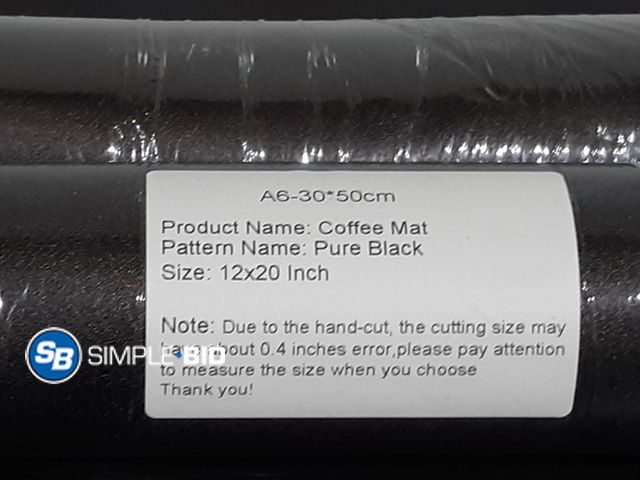 A6-30*50cm
Product Name: Coffee Mat
Pattern Name: Pure Black
Size: 12x20 Inch
Note: Due to the hand-cut, the cutting size may
have about 0.4 inches error,please pay attention
to measure the size when you choose
Thank you!
SB SIMPLE BID